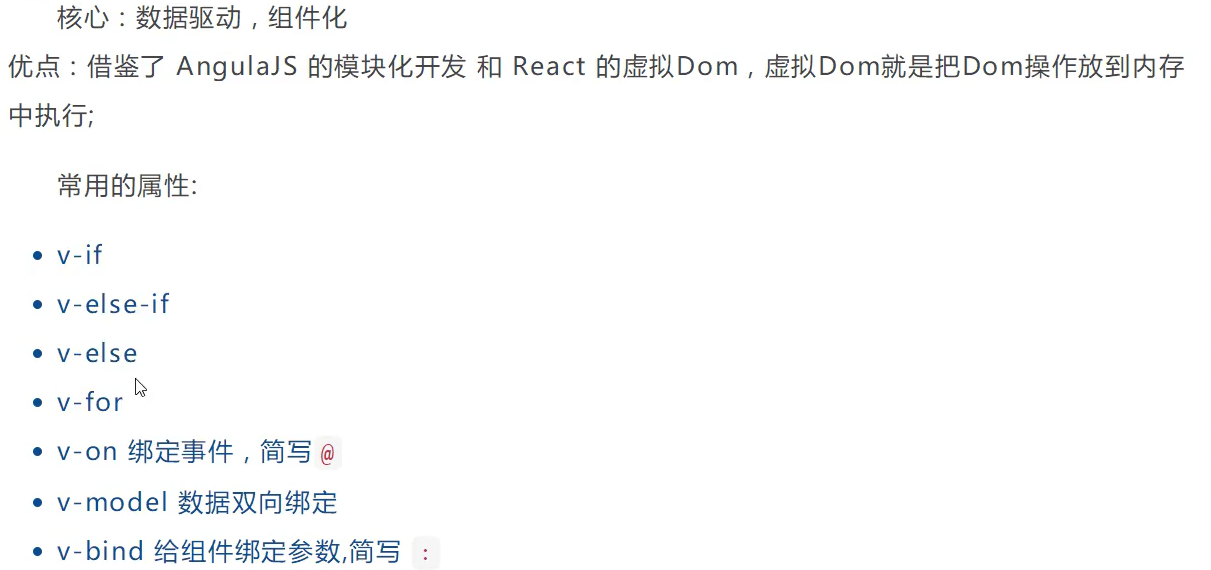 核心：数据驱动，组件化
优点：借鉴了 AngulaJS 的模块化开发 和 React 的虚拟Dom，虚拟Dom就是把Dom操作放到内存
中执行;
常用的属性:
v-if
v-else-if
v-else
v-for
v-on 绑定事件，简写@
v-model 数据双向绑定
v-bind 给组件绑定参数,简写 :